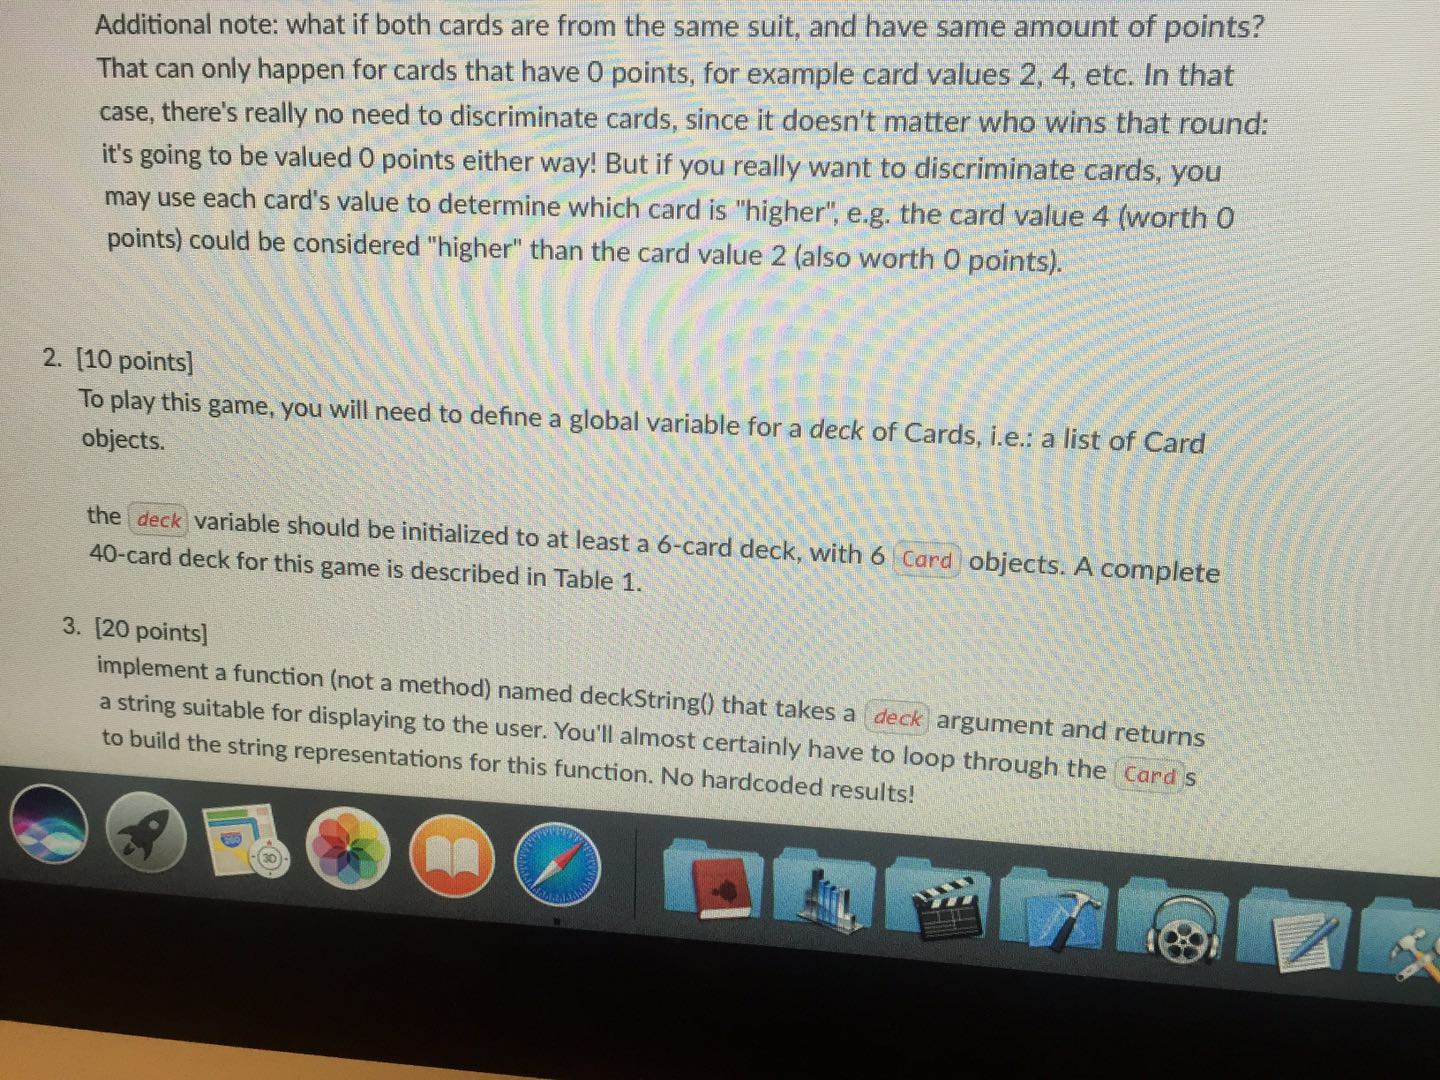 Additional note: what if both cards are from the same suit, and have same amount of points?
That can only happen for cards that have 0 points, for example card values 2, 4, etc. In that
case, there's really no need to discriminate cards, since it doesn't matter who wins that round:
it's going to be valued 0 points either way! But if you really want to discriminate cards, you
may use each card's value to determine which card is "higher", e.g. the card value 4 (worth 0
points) could be considered "higher" than the card value 2 (also worth 0 points).
2. [10 points]
To play this game, you will need to define a global variable for a deck of Cards, i.e.: a list of Card
objects.
the deck variable should be initialized to at least a 6-card deck, with 6 Card objects. A complete
40-card deck for this game is described in Table 1.
3. [20 points]
implement a function (not a method) named deckString() that takes a deck argument and returns
a string suitable for displaying to the user. You'll almost certainly have to loop through the Card s
to build the string representations for this function. No hardcoded results!
280
3D